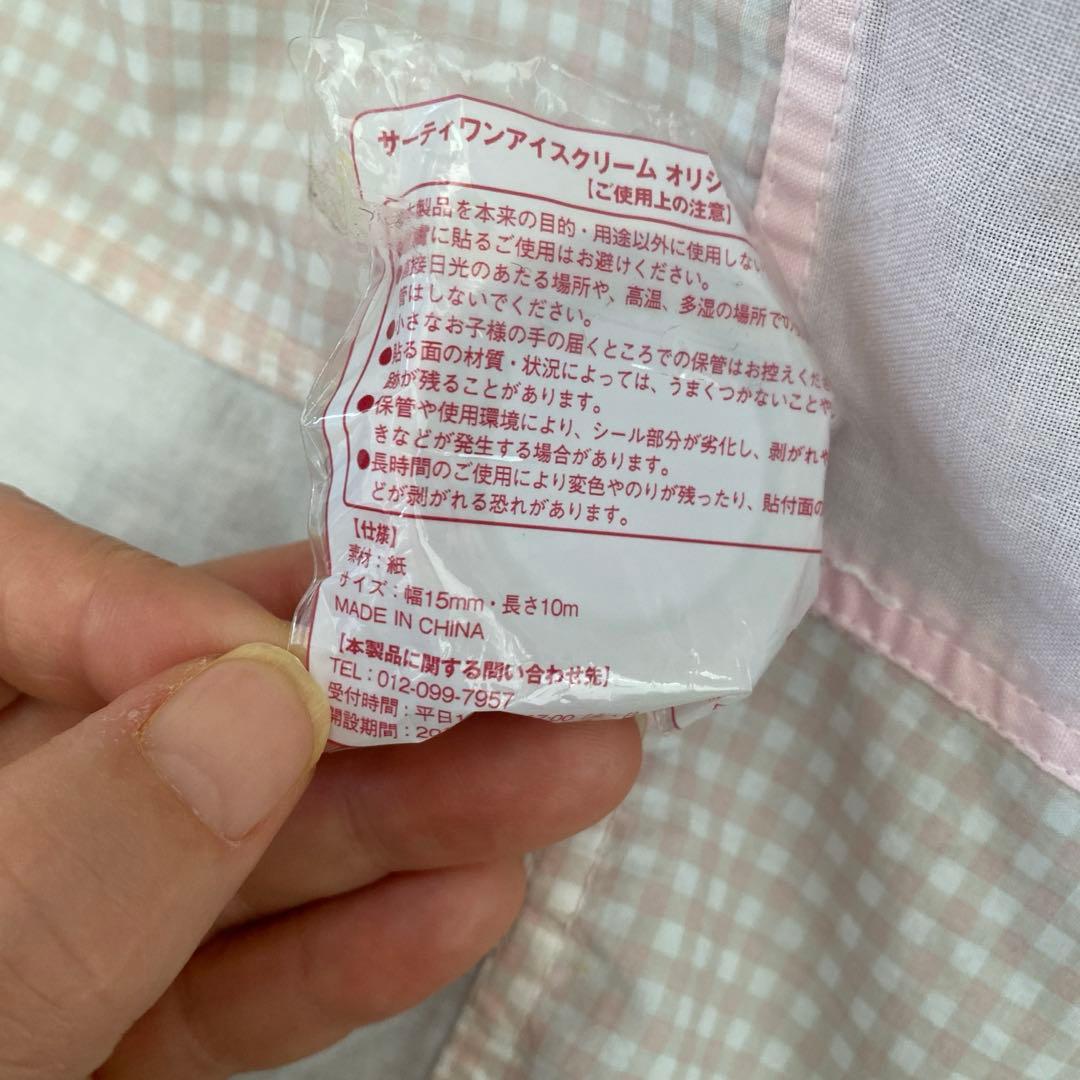 サーティワンアイスクリーム オリジ
【ご使用上の注意】
製品を本来の目的・用途以外に使用しない
に貼るご使用はお避けください。
接日光のあたる場所や、高温、多湿の場所での
管はしないでください。
●小さなお子様の手の届くところでの保管はお控えくださ
●貼る面の材質・状況によっては、うまくつかないことや
跡が残ることがあります。
●保管や使用環境により、シール部分が劣化し、剥がれや
きなどが発生する場合があります。
●長時間のご使用により変色やのりが残ったり、貼付面の
どが剥がれる恐れがあります。
【仕様】
素材：紙
サイズ：幅15mm・長さ10m
MADE IN CHINA
【本製品に関する問い合わせ先】
TEL：012-099-7957
受付時間：平日1
開設期間：20